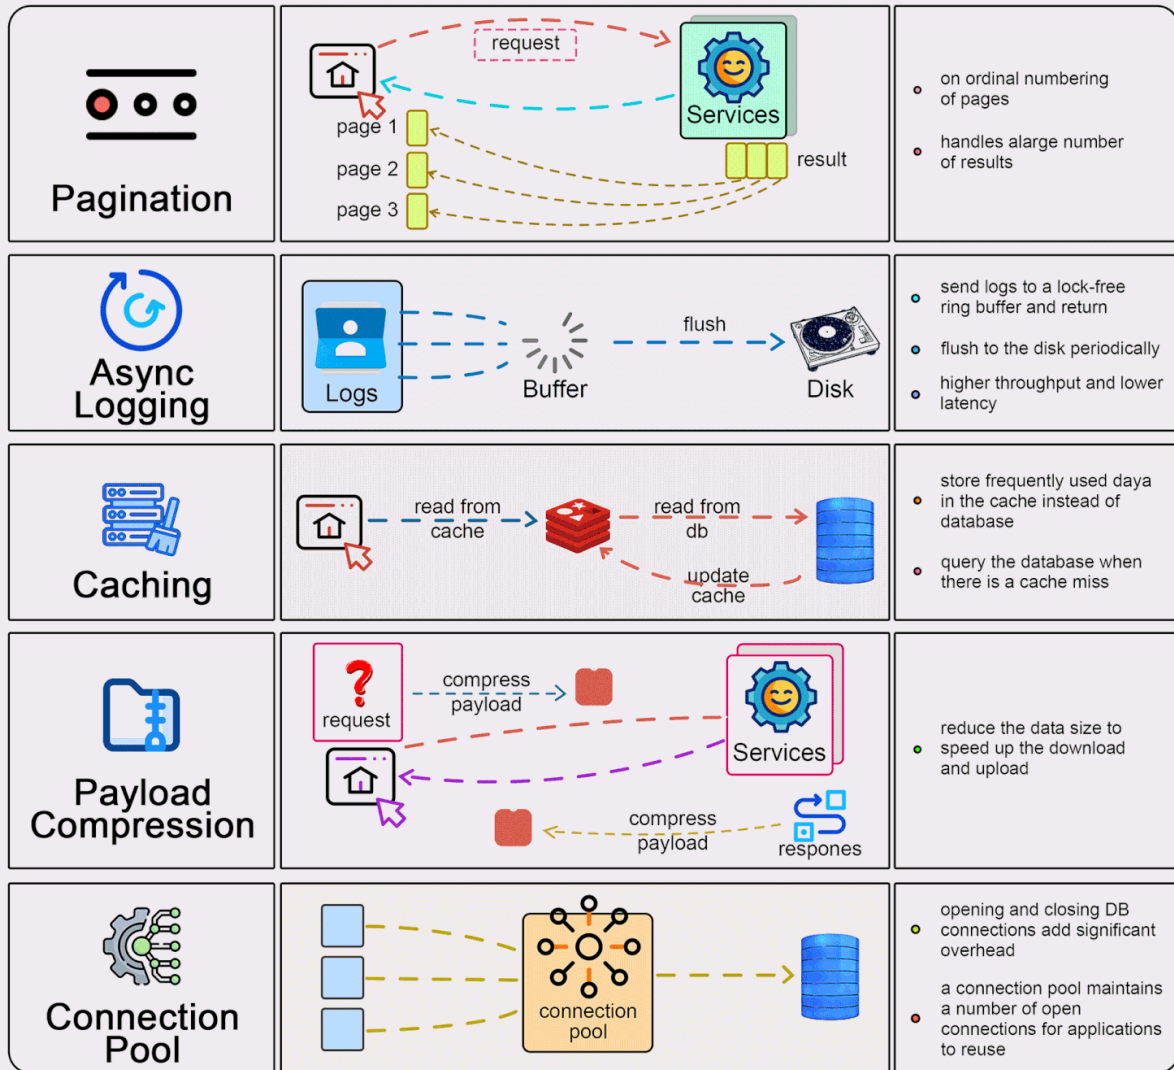 Pagination
request
Services
page 1
page 2
page 3
result
on ordinal numbering
of pages
handles alarge number
of results
Async
Logging
Logs
Buffer
flush
Disk
send logs to a lock-free
ring buffer and return
flush to the disk periodically
higher throughput and lower
latency
Caching
read from
cache
read from
db
update
cache
store frequently used daya
in the cache instead of
database
query the database when
there is a cache miss
Payload
Compression
request
compress
payload
Services
compress
payload
respones
reduce the data size to
speed up the download
and upload
Connection
Pool
connection
pool
opening and closing DB
connections add significant
overhead
a connection pool maintains
a number of open
connections for applications
to reuse